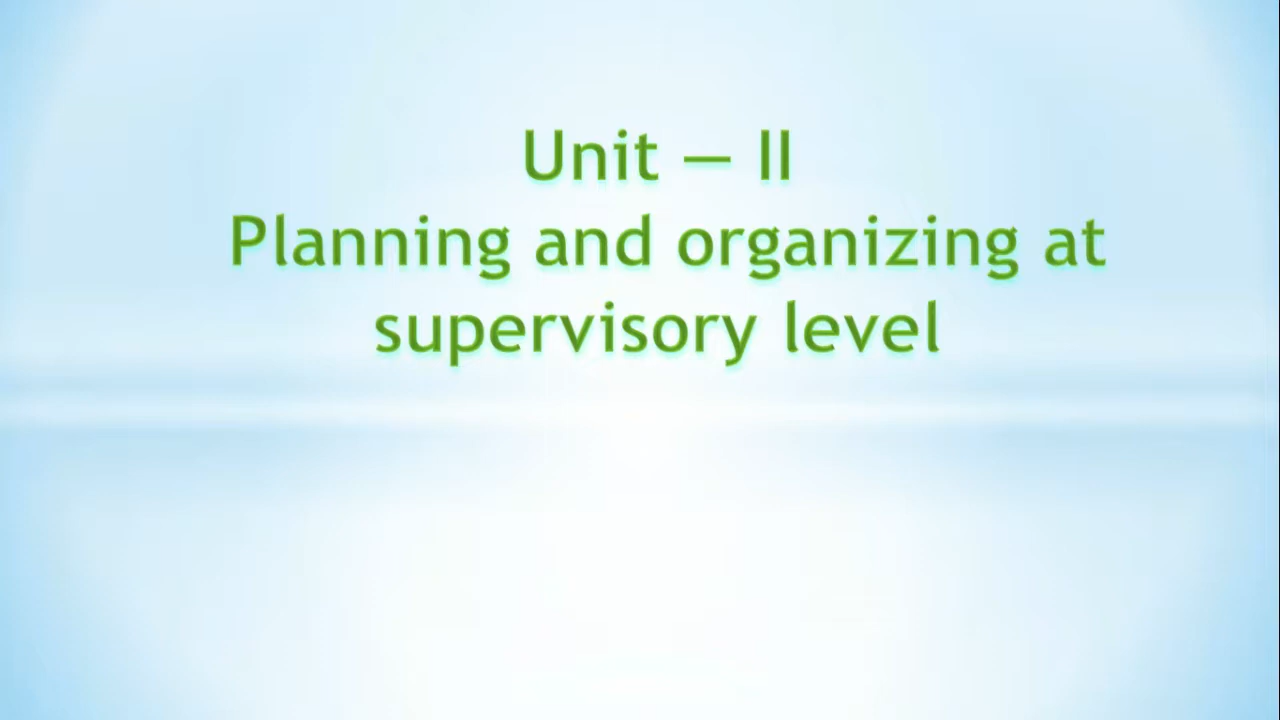 Unit – II
Planning and organizing at
supervisory level